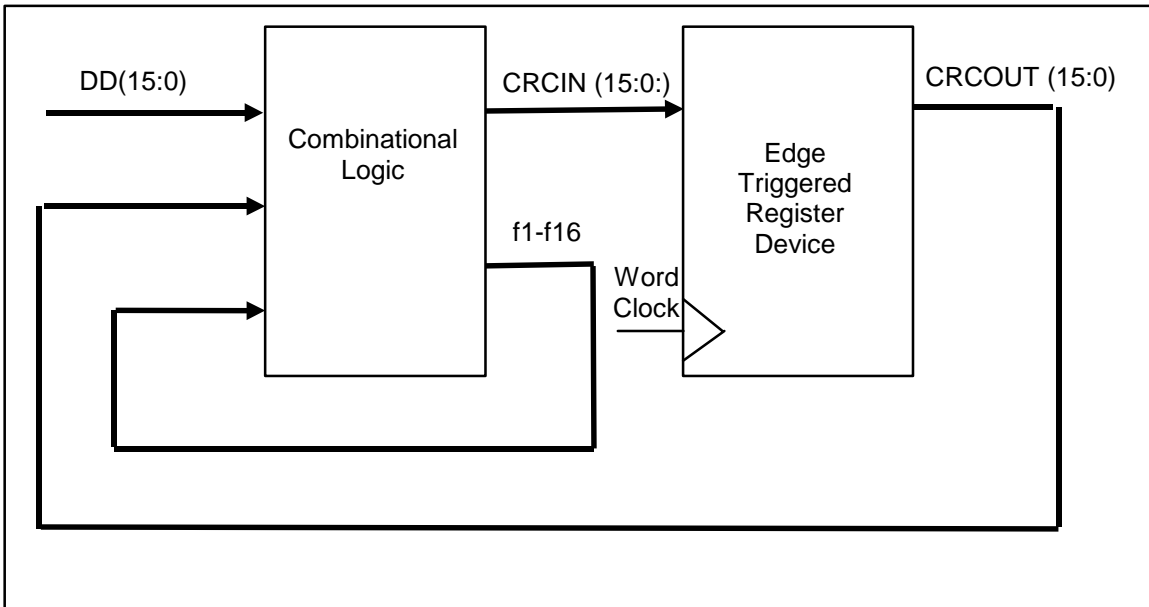 DD(15:0)
Combinational
Logic
CRCIN (15:0:)
f1-f16
Word
Clock
Edge
Triggered
Register
Device
CRCOUT (15:0)